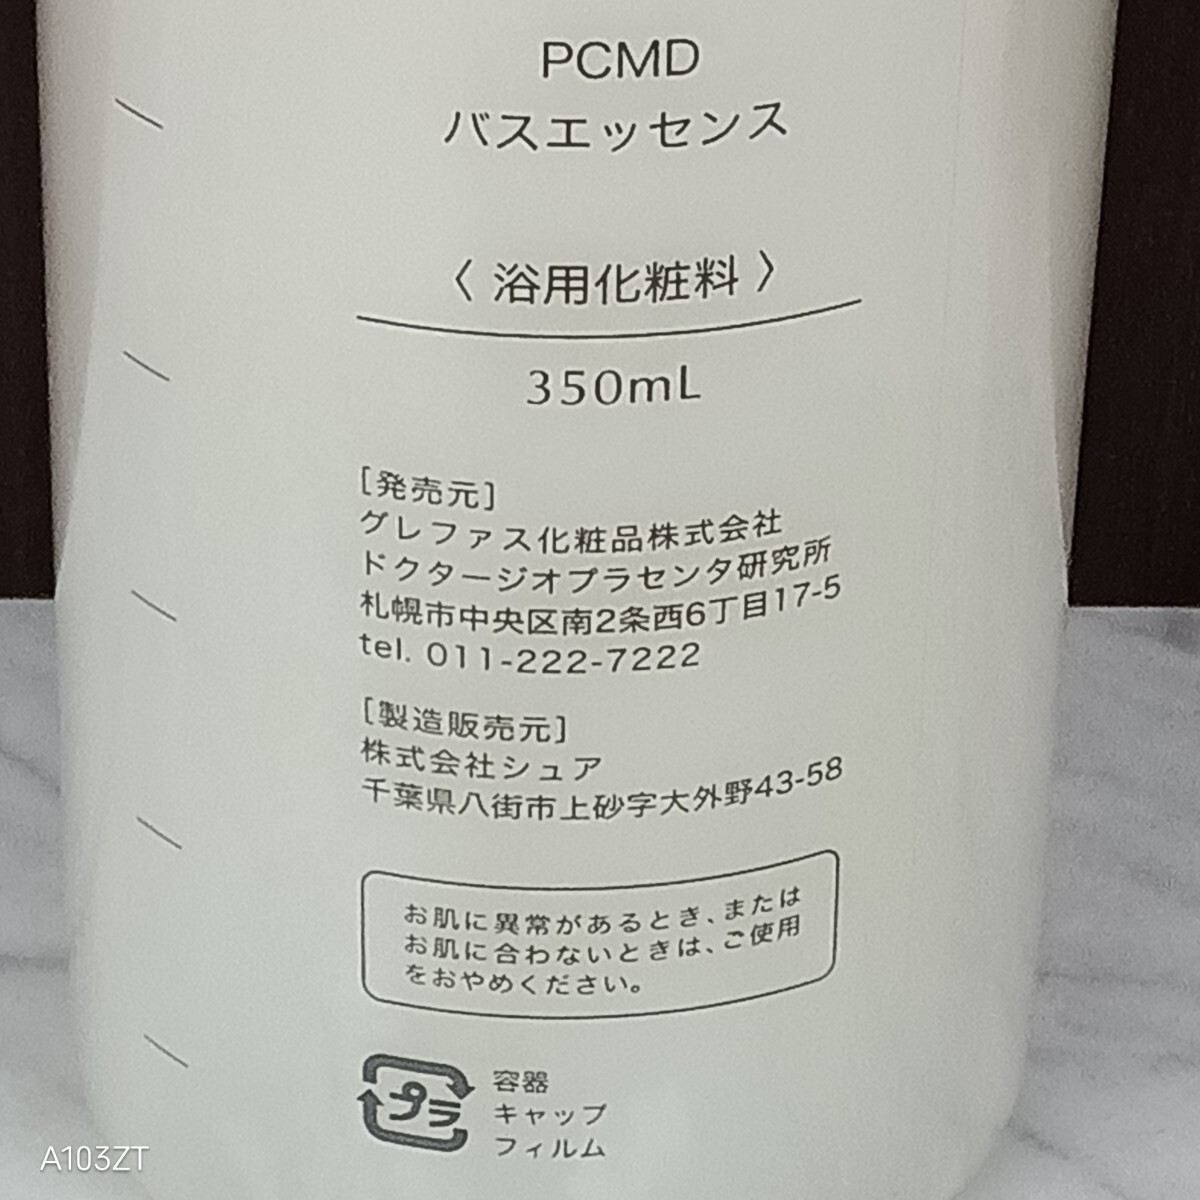 PCMD
バスエッセンス
〈 浴用化粧料 〉
350mL
[発売元]
グレファス化粧品株式会社
ドクタージオプラセンタ研究所
札幌市中央区南2条西6丁目17-5
tel. 011-222-7222
[製造販売元]
株式会社シュア
千葉県八街市上砂字大外野43-58
お肌に異常があるとき、または
お肌に合わないときは、ご使用
をおやめください。
プラ
容器
キャップ
フィルム
A103ZT